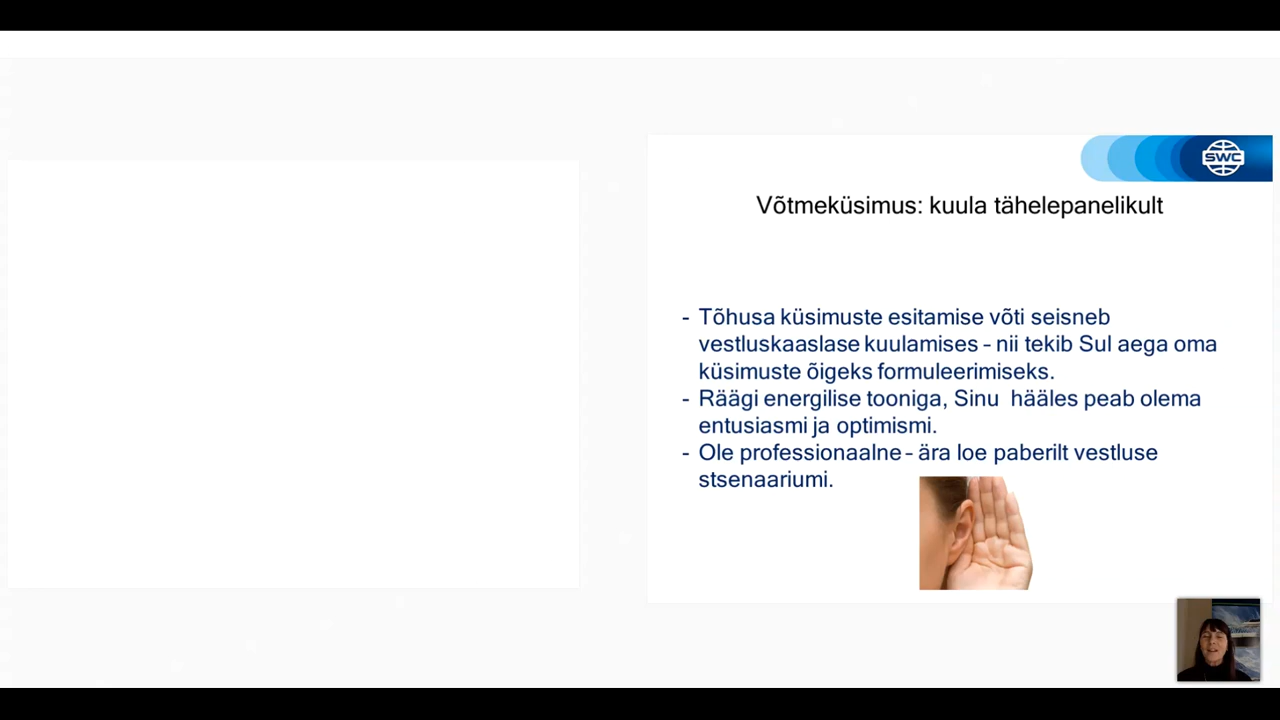 SWC
Võtmeküsimus: kuula tähelepanelikult
- Tõhusa küsimuste esitamise võti seisneb
vestluskaaslase kuulamises – nii tekib Sul aega oma
küsimuste õigeks formuleerimiseks.
- Räägi energilise tooniga, Sinu hääles peab olema
entusiasmi ja optimismi.
- Ole professionaalne – ära loe paberilt vestluse
stsenaariumi.